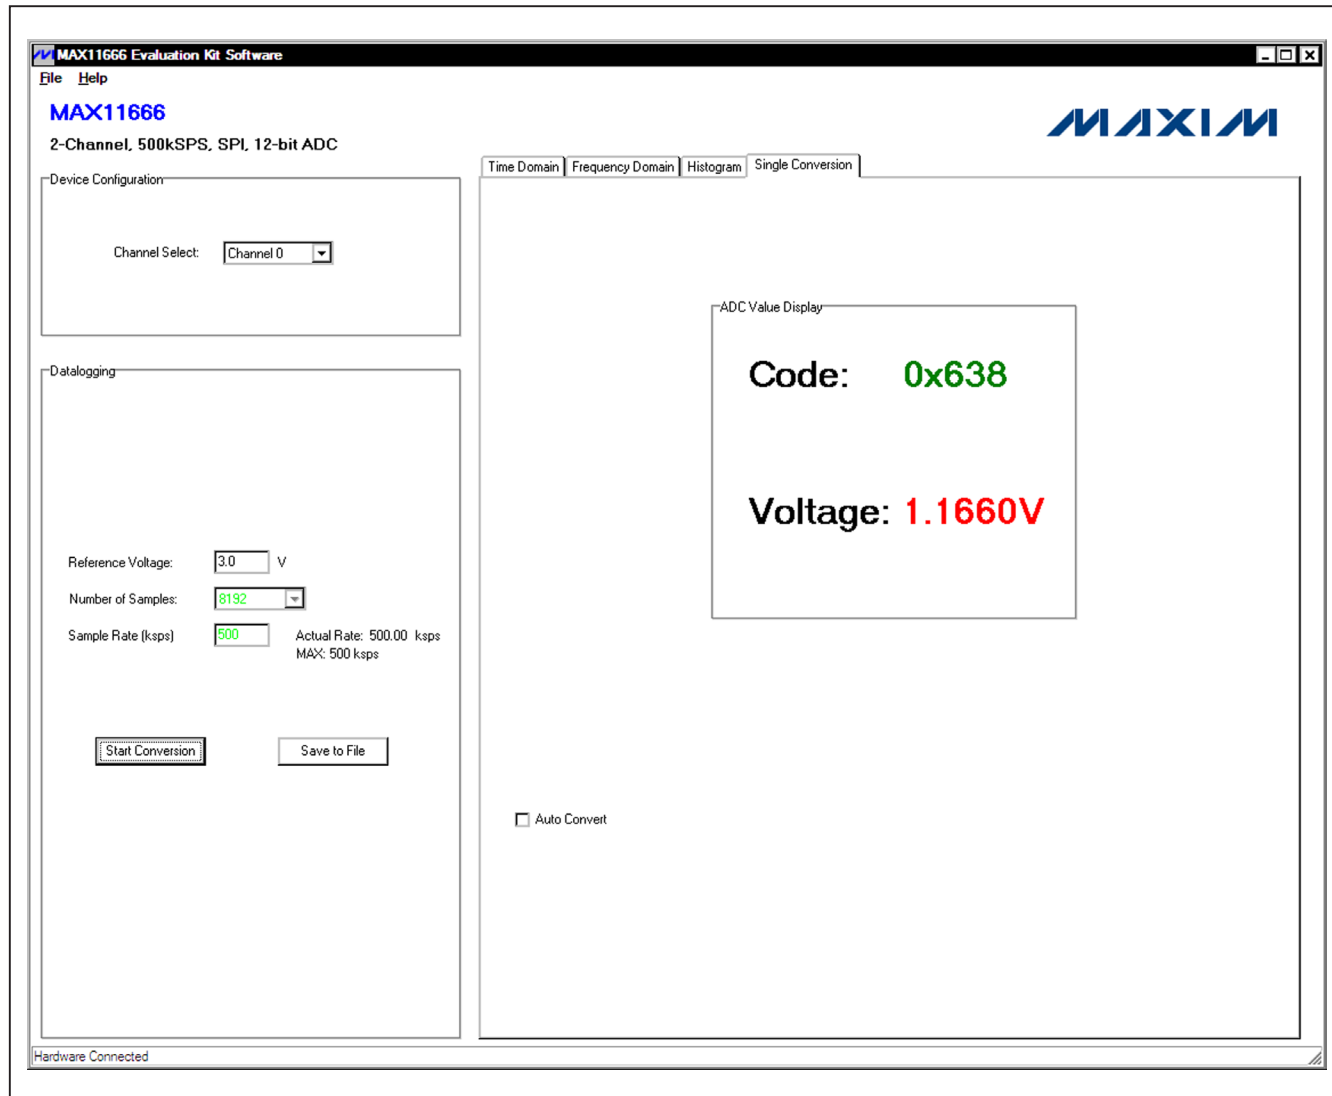 MAX11666 Evaluation Kit Software
File Help
MAX11666
2-Channel, 500kSPS, SPI, 12-bit ADC
MAXIM
Device Configuration
Channel Select: Channel 0
Datalogging
Reference Voltage: 3.0 V
Number of Samples: 8192
Sample Rate (ksps) 500 Actual Rate: 500.00 ksps
MAX: 500 ksps
Start Conversion Save to File
Time Domain Frequency Domain Histogram Single Conversion
ADC Value Display
Code: 0x638
Voltage: 1.1660V
Auto Convert
Hardware Connected